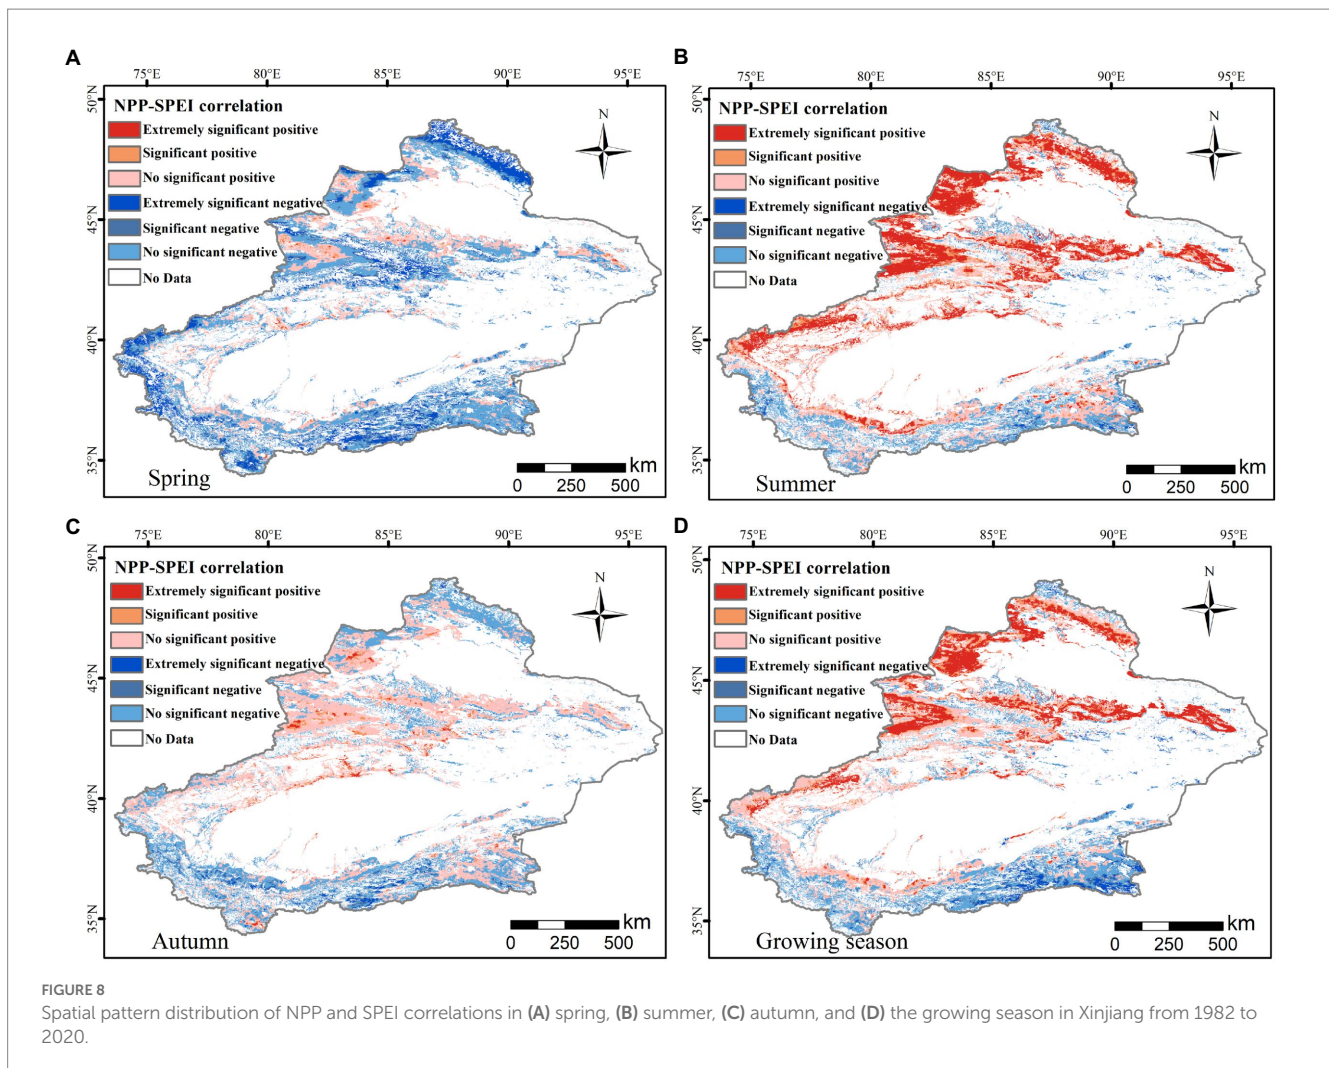 A
75°E 80°E 85°E 90°E 95°E
50°N
45°N
40°N
35°N
NPP-SPEI correlation
Extremely significant positive
Significant positive
No significant positive
Extremely significant negative
Significant negative
No significant negative
No Data
N
Spring
km
0 250 500
B
75°E 80°E 85°E 90°E 95°E
50°N
45°N
40°N
35°N
NPP-SPEI correlation
Extremely significant positive
Significant positive
No significant positive
Extremely significant negative
Significant negative
No significant negative
No Data
N
Summer
km
0 250 500
C
75°E 80°E 85°E 90°E 95°E
50°N
45°N
40°N
35°N
NPP-SPEI correlation
Extremely significant positive
Significant positive
No significant positive
Extremely significant negative
Significant negative
No significant negative
No Data
N
Autumn
km
0 250 500
D
75°E 80°E 85°E 90°E 95°E
50°N
45°N
40°N
35°N
NPP-SPEI correlation
Extremely significant positive
Significant positive
No significant positive
Extremely significant negative
Significant negative
No significant negative
No Data
N
Growing season
km
0 250 500
FIGURE 8
Spatial pattern distribution of NPP and SPEI correlations in (A) spring, (B) summer, (C) autumn, and (D) the growing season in Xinjiang from 1982 to
2020.